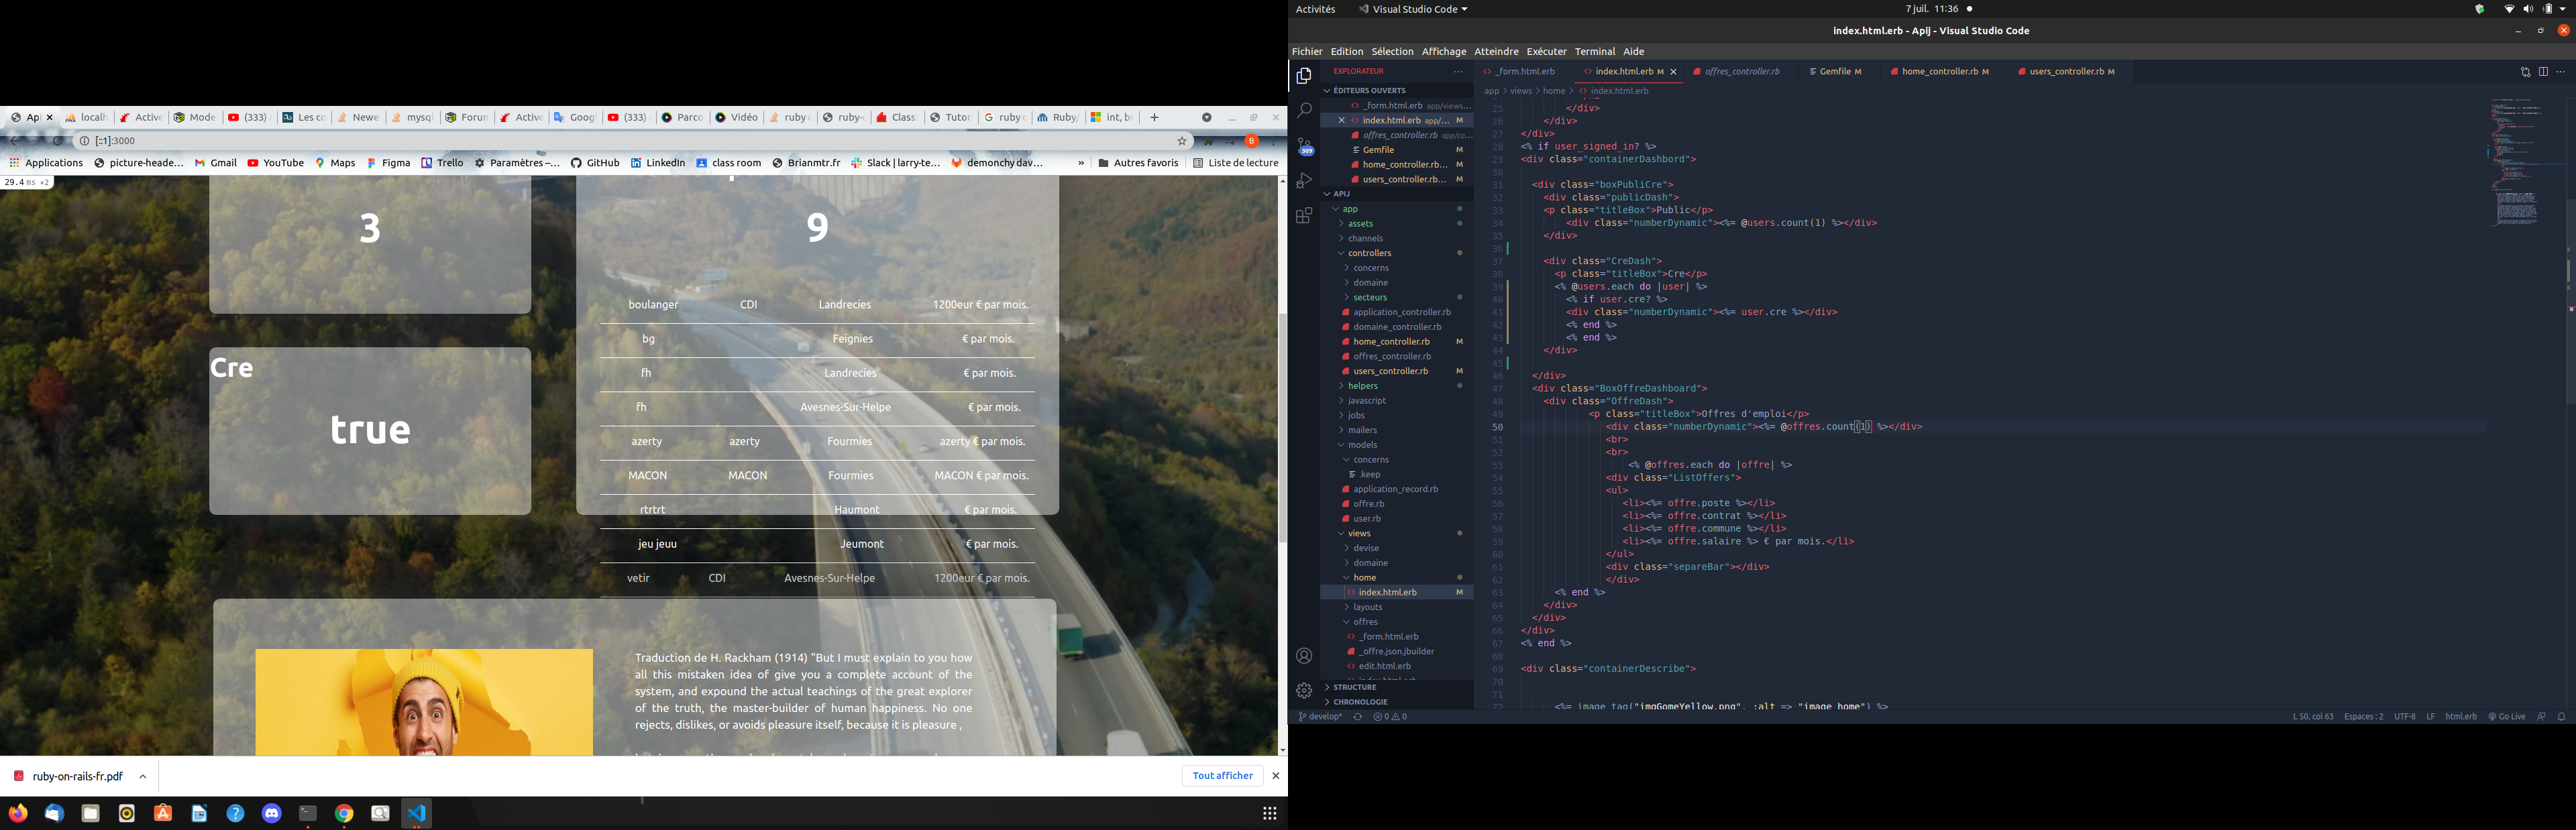 Activités
Visual Studio Code
7 juil. 11:36
index.html.erb - Apij - Visual Studio Code
Fichier Edition Sélection Affichage Atteindre Exécuter Terminal Aide
EXPLORATEUR
ÉDITEURS OUVERTS
_form.html.erb app/views...
index.html.erb app/... M
offres_controller.rb app/co...
Gemfile M
home_controller.rb... M
users_controller.rb... M
APIJ
app
assets
channels
controllers
concerns
domaine
secteurs
application_controller.rb
domaine_controller.rb
home_controller.rb M
offres_controller.rb
users_controller.rb M
helpers
javascript
jobs
mailers
models
concerns
.keep
application_record.rb
offre.rb
user.rb
views
devise
domaine
home
index.html.erb M
layouts
offres
_form.html.erb
_offre.json.jbuilder
edit.html.erb
STRUCTURE
CHRONOLOGIE
309
_form.html.erb
index.html.erb M
offres_controller.rb
Gemfile M
home_controller.rb M
users_controller.rb M
app > views > home > index.html.erb
25 </div>
26 </div>
27 </div>
28 <% if user_signed_in? %>
29 <div class="containerDashbord">
30
31 <div class="boxPubliCre">
32 <div class="publicDash">
33 <p class="titleBox">Public</p>
34 <div class="numberDynamic"><%= @users.count(1) %></div>
35 </div>
36
37 <div class="CreDash">
38 <p class="titleBox">Cre</p>
39 <% @users.each do |user| %>
40 <% if user.cre? %>
41 <div class="numberDynamic"><%= user.cre %></div>
42 <% end %>
43 <% end %>
44 </div>
45
46 </div>
47 <div class="BoxOffreDashboard">
48 <div class="OffreDash">
49 <p class="titleBox">Offres d'emploi</p>
50 <div class="numberDynamic"><%= @offres.count(1) %></div>
51 <br>
52 <br>
53 <% @offres.each do |offre| %>
54 <div class="ListOffers">
55 <ul>
56 <li><%= offre.poste %></li>
57 <li><%= offre.contrat %></li>
58 <li><%= offre.commune %></li>
59 <li><%= offre.salaire %> € par mois.</li>
60 </ul>
61 <div class="separeBar"></div>
62 </div>
63 <% end %>
64 </div>
65 </div>
66 </div>
67 <% end %>
68
69 <div class="containerDescribe">
70
71
72 <%= image_tag("imgGomeYellow.png", :alt => "image home") %>
develop*
0 0
L 50, col 63
Espaces : 2
UTF-8
LF
html.erb
Go Live
Ap
localh
Active
Mode
(333)
Les co
Newe
mysql
Forum
Active
Googl
(333)
Parco
Vidéo
ruby
ruby-
Class:
Tutor
ruby
Ruby/
int, bi
[::1]:3000
B
Applications
picture-heade...
Gmail
YouTube
Maps
Figma
Trello
Paramètres –...
GitHub
LinkedIn
class room
Brianmtr.fr
Slack | larry-te...
demonchy dav...
»
Autres favoris
Liste de lecture
29.4 ms ×2
3
9
Cre
true
boulanger CDI Landrecies 1200eur € par mois.
bg Feignies € par mois.
fh Landrecies € par mois.
fh Avesnes-Sur-Helpe € par mois.
azerty azerty Fourmies azerty € par mois.
MACON MACON Fourmies MACON € par mois.
rtrtrt Haumont € par mois.
jeu jeuu Jeumont € par mois.
vetir CDI Avesnes-Sur-Helpe 1200eur € par mois.
Traduction de H. Rackham (1914) "But I must explain to you how
all this mistaken idea of give you a complete account of the
system, and expound the actual teachings of the great explorer
of the truth, the master-builder of human happiness. No one
rejects, dislikes, or avoids pleasure itself, because it is pleasure ,
ruby-on-rails-fr.pdf
Tout afficher